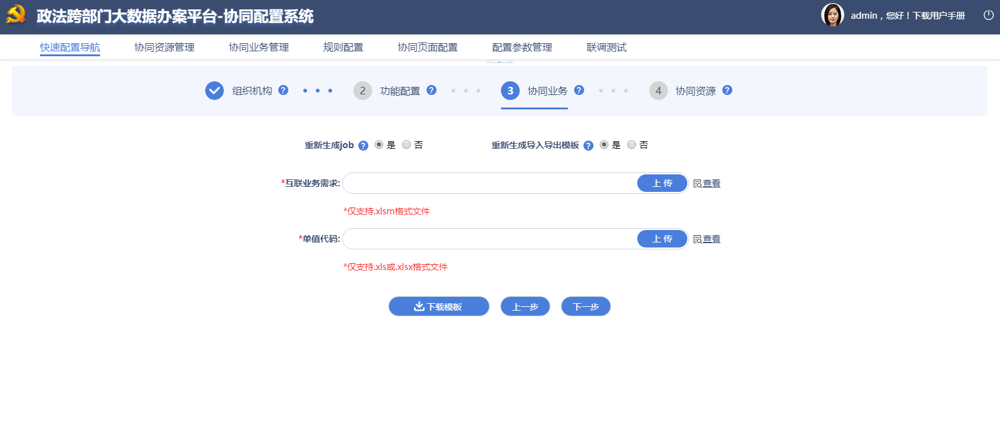 政法跨部门大数据办案平台-协同配置系统
admin，您好！下载用户手册
快速配置导航 协同资源管理 协同业务管理 规则配置 协同页面配置 配置参数管理 联调测试
组织机构 ? 2 功能配置 ? 3 协同业务 ? 4 协同资源 ?
重新生成job ? 是 否 重新生成导入导出模板 ? 是 否
*互联业务需求: 上 传 查看
*仅支持.xlsm格式文件
*单值代码: 上 传 查看
*仅支持.xls或.xlsx格式文件
下载模板 上一步 下一步